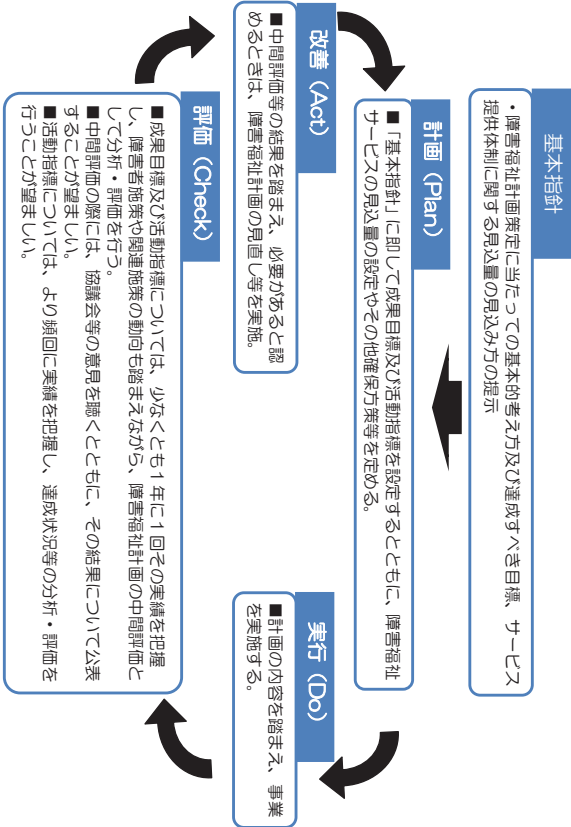 基本指針
・障害福祉計画策定に当たっての基本的考え方及び達成すべき目標、サービス
提供体制に関する見込量の見込み方の提示
計画（Plan）
■「基本指針」に即して成果目標及び活動指標を設定するとともに、障害福祉
サービスの見込量の設定やその他確保方策等を定める。
改善（Act）
■中間評価等の結果を踏まえ、必要があると認
めるときは、障害福祉計画の見直し等を実施。
実行（Do）
■計画の内容を踏まえ、事業
を実施する。
評価（Check）
■成果目標及び活動指標については、少なくとも１年に１回その実績を把握
し、障害者施策や関連施策の動向も踏まえながら、障害福祉計画の中間評価と
して分析・評価を行う。
■中間評価の際には、協議会等の意見を聴くとともに、その結果について公表
することが望ましい。
■活動指標については、より頻回に実績を把握し、達成状況等の分析・評価を
行うことが望ましい。